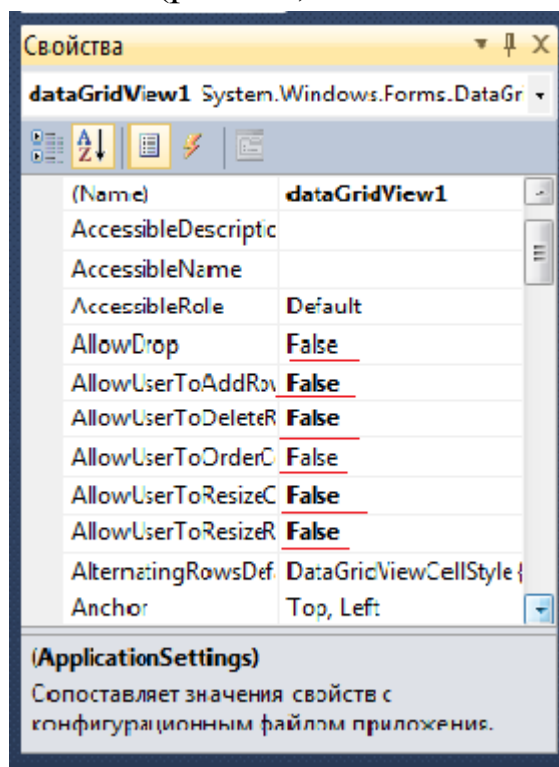 Свойства
dataGridView1 System.Windows.Forms.DataGr
(Name) dataGridView1
AccessibleDescriptic
AccessibleName
AccessibleRole Default
AllowDrop False
AllowUserToAddRov False
AllowUserToDeleteR False
AllowUserToOrderC False
AllowUserToResizeC False
AllowUserToResizeR False
AlternatingRowsDef. DataGridViewCellStyle {
Anchor Top, Left
(ApplicationSettings)
Сопоставляет значения свойств с
конфигурационным файлом приложения.